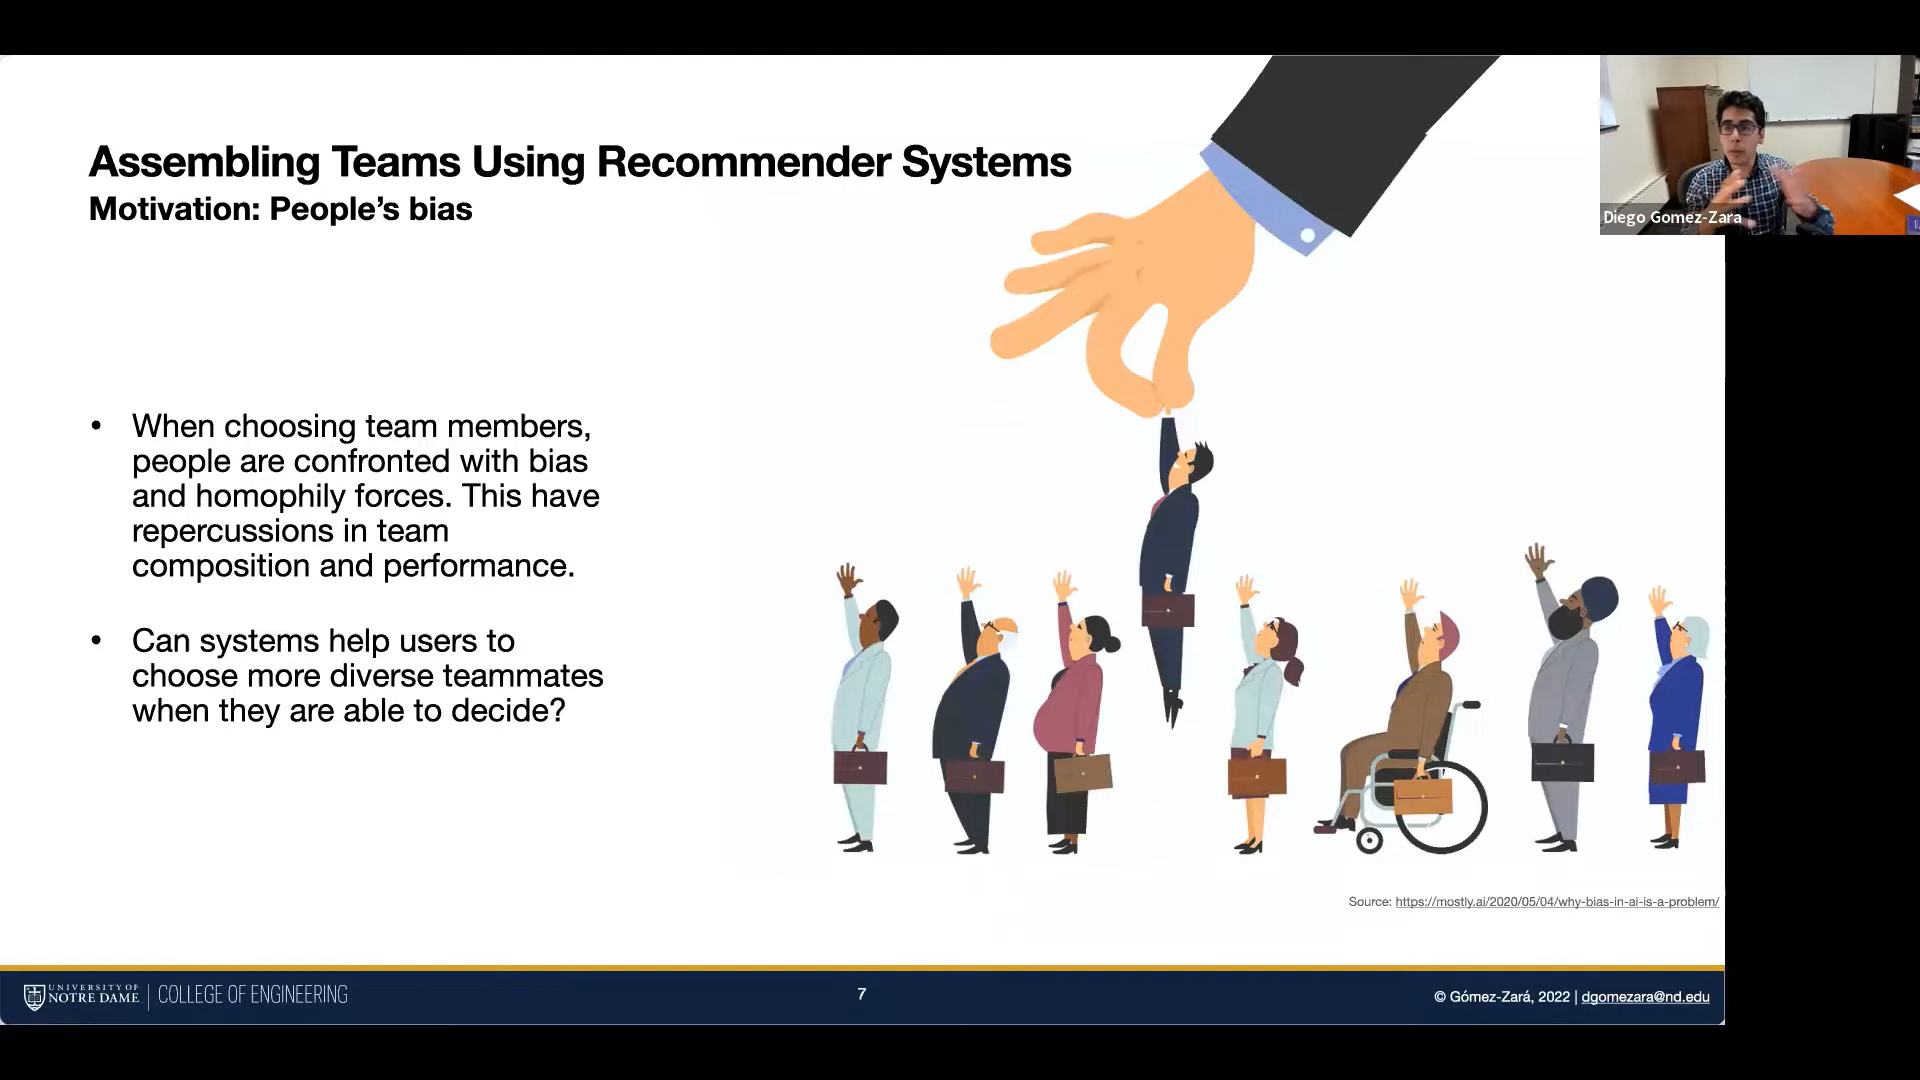 Assembling Teams Using Recommender Systems
Motivation: People's bias
Diego Gomez-Zara
• When choosing team members,
people are confronted with bias
and homophily forces. This have
repercussions in team
composition and performance.
• Can systems help users to
choose more diverse teammates
when they are able to decide?
Source: https://mostly.ai/2020/05/04/why-bias-in-ai-is-a-problem/
UNIVERSITY OF
NOTRE DAME
COLLEGE OF ENGINEERING
7
© Gómez-Zará, 2022 | dgomezara@nd.edu